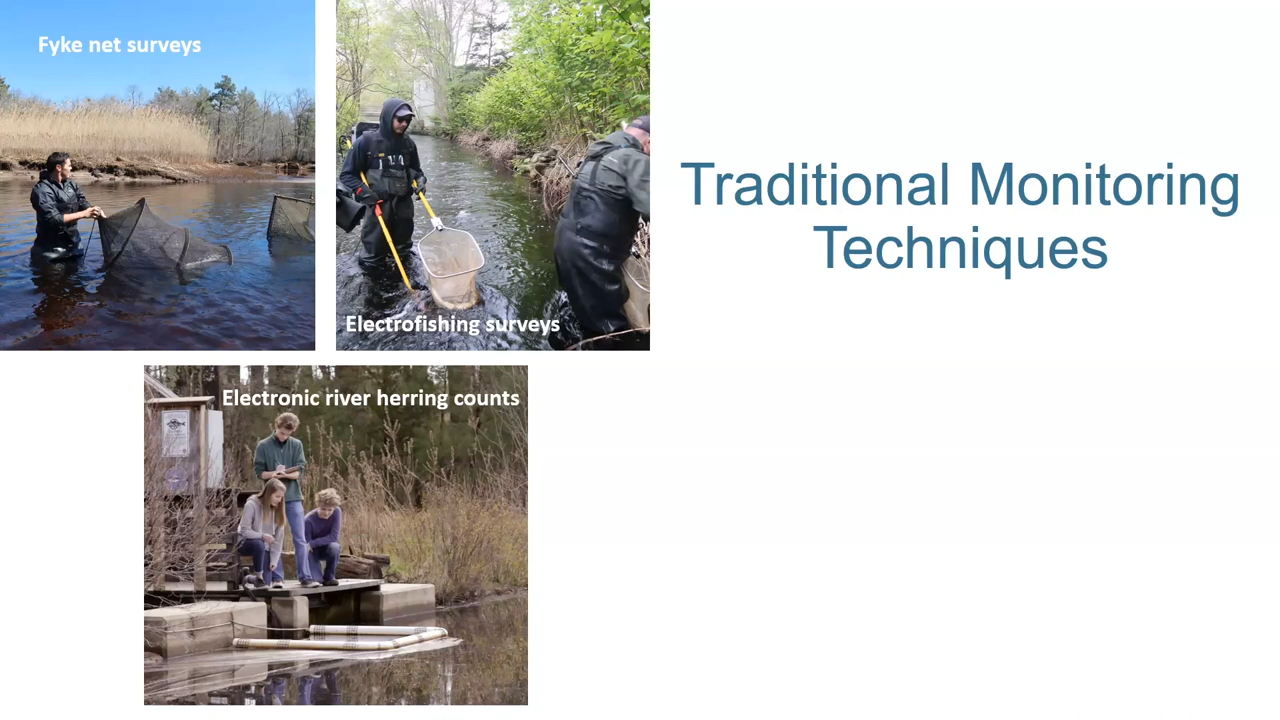 Fyke net surveys
Electrofishing surveys
Traditional Monitoring
Techniques
Electronic river herring counts